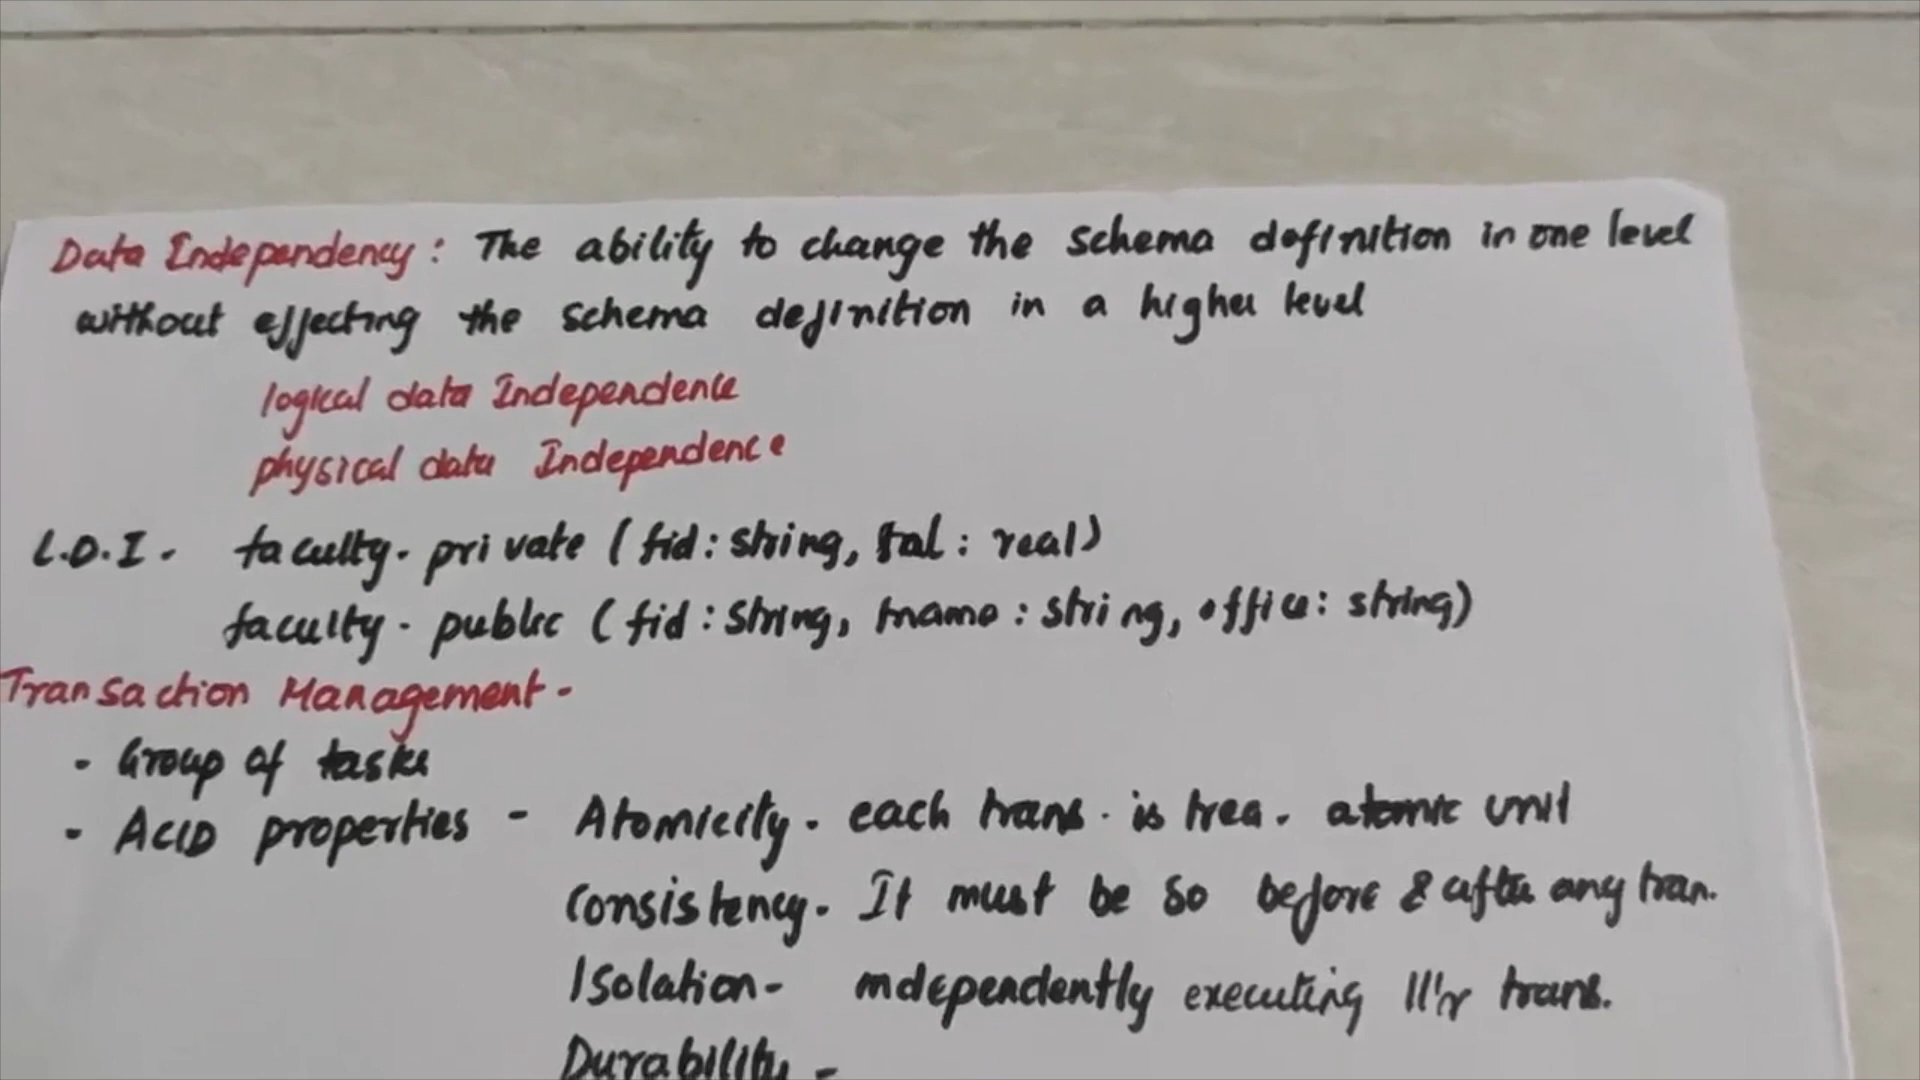 Data Independency: The ability to change the schema definition in one level
without effecting the schema definition in a higher level
logical data Independence
physical data Independence
L.D.I. faculty. private (fid: string, sal: real)
faculty. public (fid: string, fname: string, office: string)
Transaction Management -
- Group of tasks
- ACID properties - Atomicity. each trans. is trea. atomic unit
Consistency. It must be so before & after any tran.
Isolation- independently executing ll'r trans.
Durability -